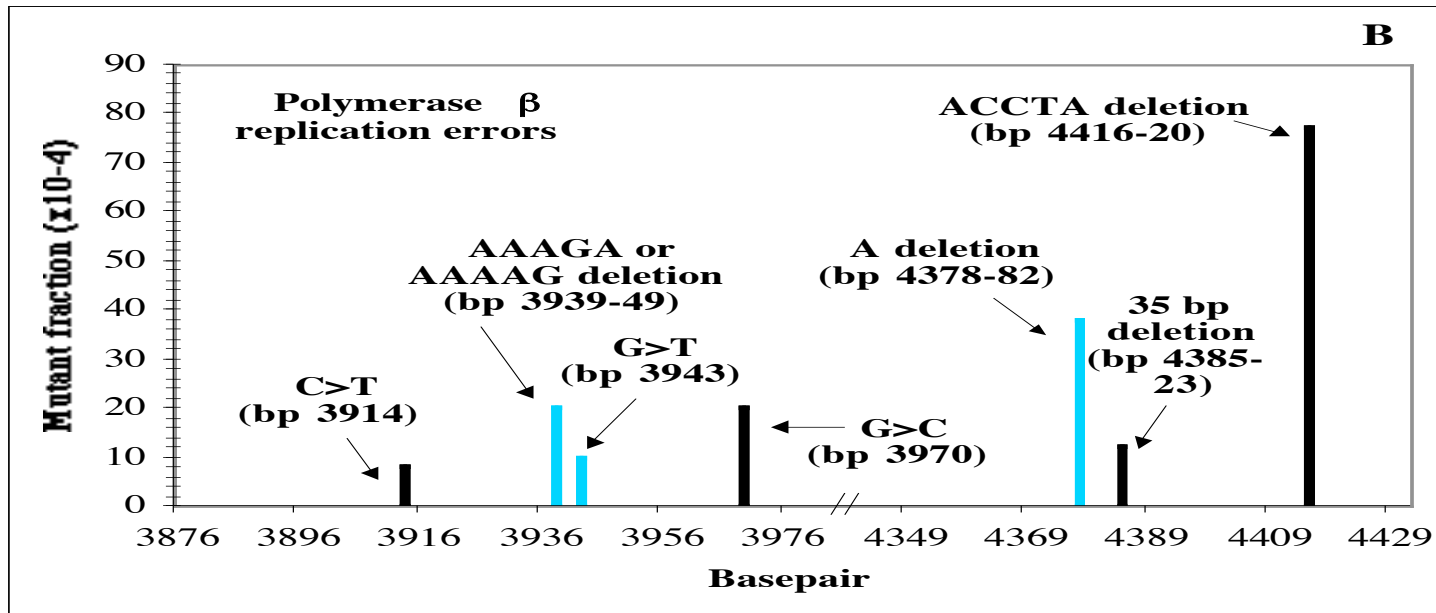 B
90
80
70
60
50
40
30
20
10
0
Mutant fraction (x10-4)
Polymerase β
replication errors
ACCTA deletion
(bp 4416-20)
AAAGA or
AAAAG deletion
(bp 3939-49)
A deletion
(bp 4378-82)
35 bp
deletion
(bp 4385-
23)
G>T
(bp 3943)
C>T
(bp 3914)
G>C
(bp 3970)
3876 3896 3916 3936 3956 3976 // 4349 4369 4389 4409 4429
Basepair